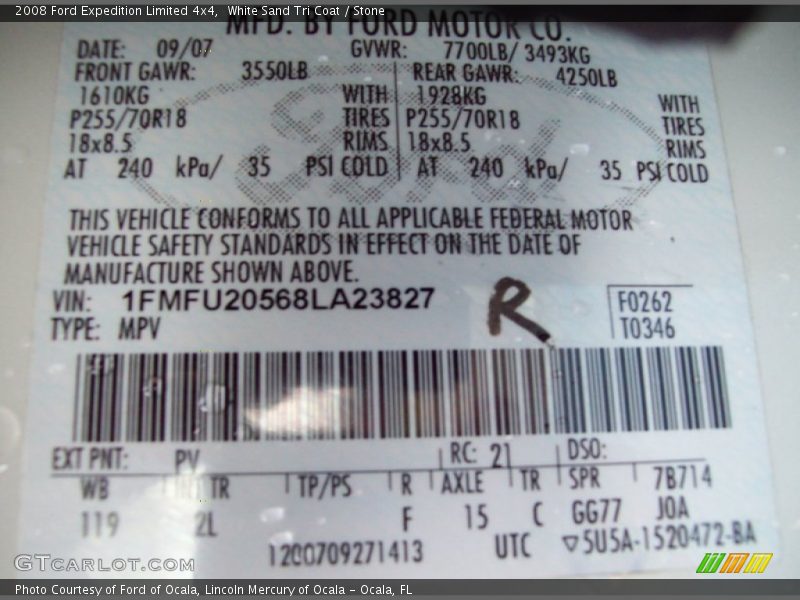 2008 Ford Expedition Limited 4x4,  White Sand Tri Coat / Stone
MFD. BY FORD MOTOR CO.
DATE: 09/07 GVWR: 7700LB/ 3493KG
FRONT GAWR: 3550LB REAR GAWR: 4250LB
1610KG WITH 1928KG WITH
P255/70R18 TIRES P255/70R18 TIRES
18x8.5 RIMS 18x8.5 RIMS
AT 240 kPa/ 35 PSI COLD AT 240 kPa/ 35 PSI COLD
THIS VEHICLE CONFORMS TO ALL APPLICABLE FEDERAL MOTOR
VEHICLE SAFETY STANDARDS IN EFFECT ON THE DATE OF
MANUFACTURE SHOWN ABOVE.
VIN: 1FMFU20568LA23827 R F0262
TYPE: MPV T0346
EXT PNT: PV RC: 21 DSO:
WB INT TR TP/PS R AXLE TR SPR 7B714
119 2L F 15 C GG77 JOA
1200709271413 UTC ▽5U5A-1520472-BA
GTCARLOT.COM
Photo Courtesy of Ford of Ocala, Lincoln Mercury of Ocala - Ocala, FL